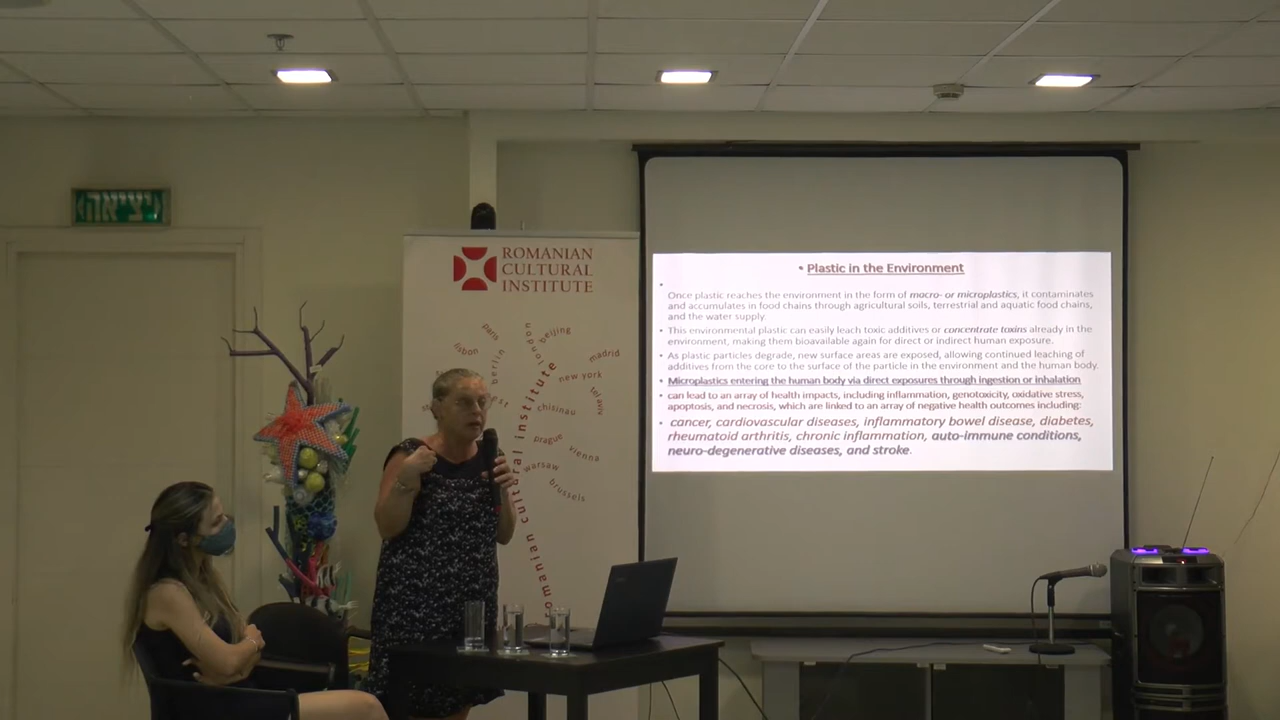 יציאה
ROMANIAN
CULTURAL
INSTITUTE
paris
london
beijing
lisbon
berlin
madrid
new york
tel aviv
chisinau
prague
vienna
warsaw
brussels
romanian cultural institute
• Plastic in the Environment
•
Once plastic reaches the environment in the form of macro- or microplastics, it contaminates
and accumulates in food chains through agricultural soils, terrestrial and aquatic food chains,
and the water supply.
• This environmental plastic can easily leach toxic additives or concentrate toxins already in the
environment, making them bioavailable again for direct or indirect human exposure.
• As plastic particles degrade, new surface areas are exposed, allowing continued leaching of
additives from the core to the surface of the particle in the environment and the human body.
• Microplastics entering the human body via direct exposures through ingestion or inhalation
• can lead to an array of health impacts, including inflammation, genotoxicity, oxidative stress,
apoptosis, and necrosis, which are linked to an array of negative health outcomes including:
• cancer, cardiovascular diseases, inflammatory bowel disease, diabetes,
rheumatoid arthritis, chronic inflammation, auto-immune conditions,
neuro-degenerative diseases, and stroke.